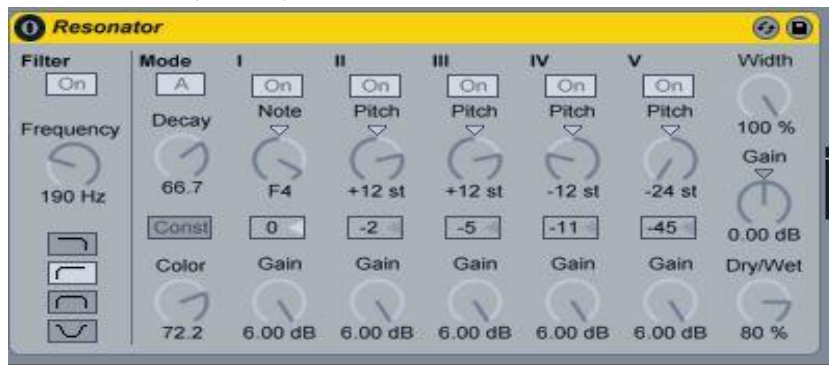 Resonator
Filter Mode I II III IV V Width
On A On On On On On
Note Pitch Pitch Pitch Pitch
Frequency Decay 100 %
Gain
190 Hz 66.7 F4 +12 st +12 st -12 st -24 st
Const 0 -2 -5 -11 -45 0.00 dB
Color Gain Gain Gain Gain Gain Dry/Wet
72.2 6.00 dB 6.00 dB 6.00 dB 6.00 dB 6.00 dB 80 %